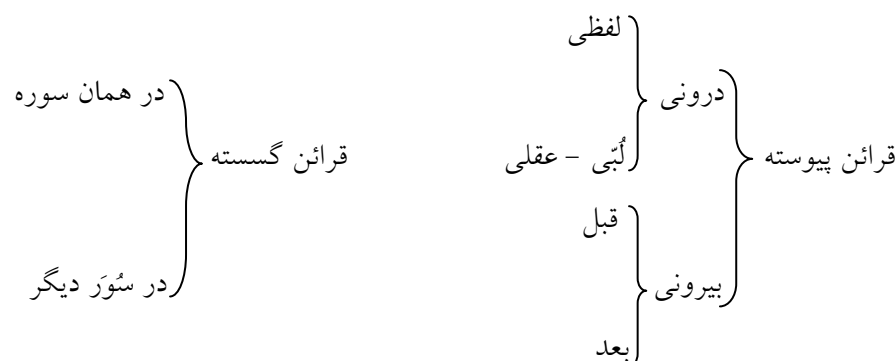 قرائن پیوسته
درونی
لفظی
لُبّی – عقلی
بیرونی
قبل
بعد
قرائن گسسته
در همان سوره
در سُوَر دیگر